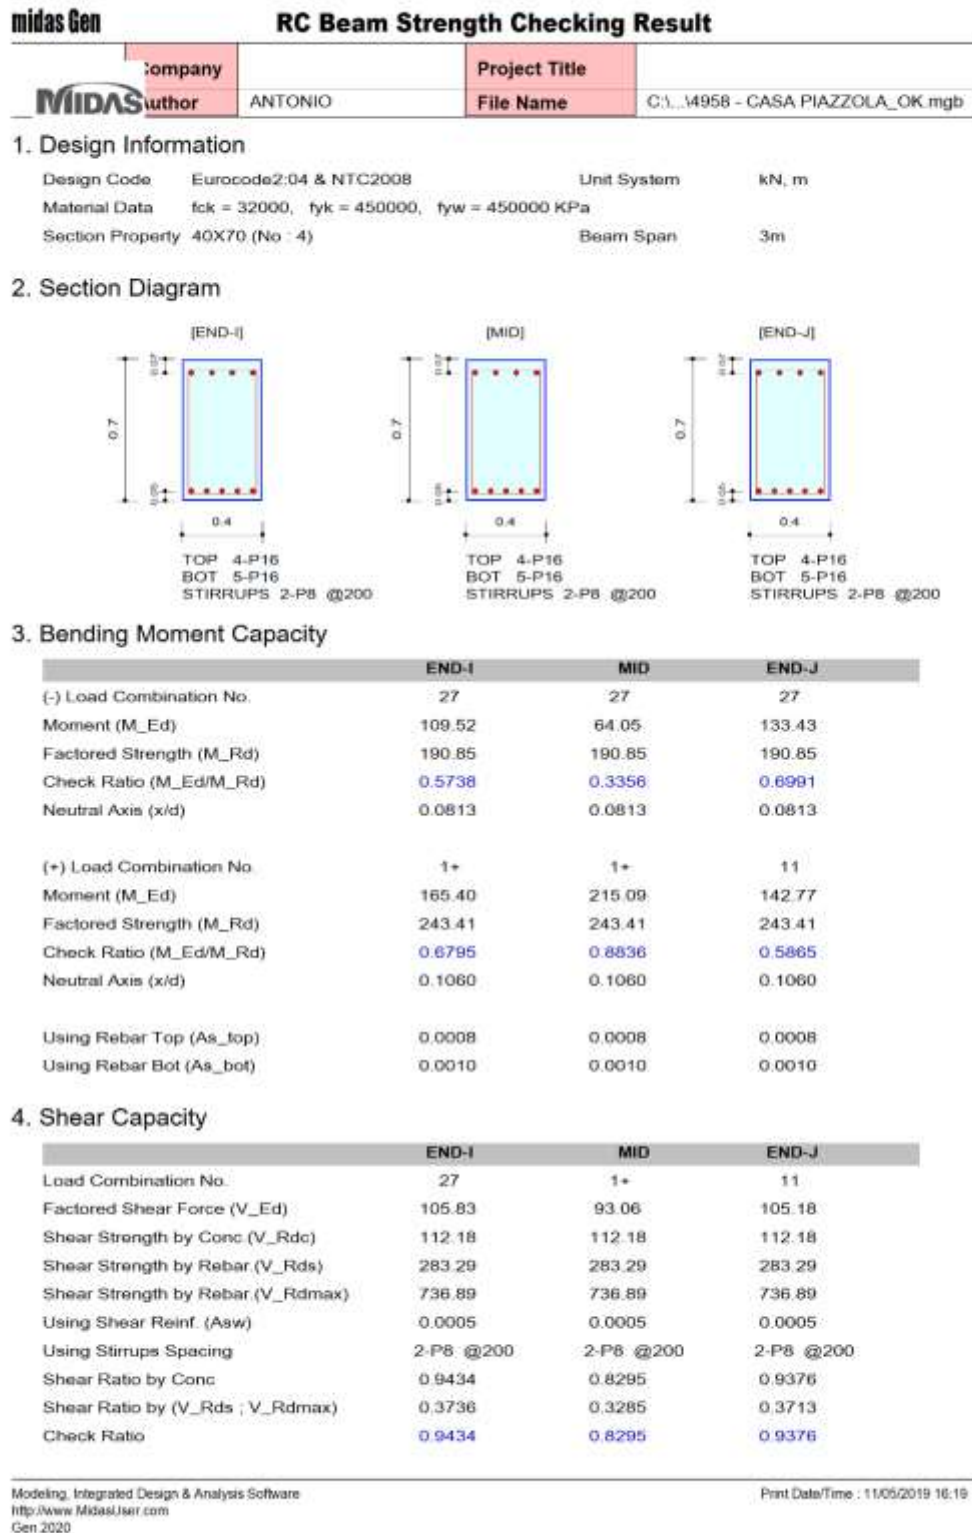 midas Gen RC Beam Strength Checking Result
Company Project Title
MIDAS Author ANTONIO File Name C:\...\4958 - CASA PIAZZOLA_OK.mgb
1. Design Information
Design Code Eurocode2:04 & NTC2008 Unit System kN, m
Material Data fck = 32000, fyk = 450000, fyw = 450000 KPa
Section Property 40X70 (No : 4) Beam Span 3m
2. Section Diagram
[END-I] [MID] [END-J]
0.07 0.07 0.07
0.7 0.7 0.7
0.05 0.05 0.05
0.4 0.4 0.4
TOP 4-P16 TOP 4-P16 TOP 4-P16
BOT 5-P16 BOT 5-P16 BOT 5-P16
STIRRUPS 2-P8 @200 STIRRUPS 2-P8 @200 STIRRUPS 2-P8 @200
3. Bending Moment Capacity
END-I MID END-J
(-) Load Combination No. 27 27 27
Moment (M_Ed) 109.52 64.05 133.43
Factored Strength (M_Rd) 190.85 190.85 190.85
Check Ratio (M_Ed/M_Rd) 0.5738 0.3356 0.6991
Neutral Axis (x/d) 0.0813 0.0813 0.0813
(+) Load Combination No. 1+ 1+ 11
Moment (M_Ed) 165.40 215.09 142.77
Factored Strength (M_Rd) 243.41 243.41 243.41
Check Ratio (M_Ed/M_Rd) 0.6795 0.8836 0.5865
Neutral Axis (x/d) 0.1060 0.1060 0.1060
Using Rebar Top (As_top) 0.0008 0.0008 0.0008
Using Rebar Bot (As_bot) 0.0010 0.0010 0.0010
4. Shear Capacity
END-I MID END-J
Load Combination No. 27 1+ 11
Factored Shear Force (V_Ed) 105.83 93.06 105.18
Shear Strength by Conc.(V_Rdc) 112.18 112.18 112.18
Shear Strength by Rebar.(V_Rds) 283.29 283.29 283.29
Shear Strength by Rebar.(V_Rdmax) 736.89 736.89 736.89
Using Shear Reinf. (Asw) 0.0005 0.0005 0.0005
Using Stirrups Spacing 2-P8 @200 2-P8 @200 2-P8 @200
Shear Ratio by Conc 0.9434 0.8295 0.9376
Shear Ratio by (V_Rds ; V_Rdmax) 0.3736 0.3285 0.3713
Check Ratio 0.9434 0.8295 0.9376
Modeling, Integrated Design & Analysis Software Print Date/Time : 11/05/2019 16:19
http://www.MidasUser.com
Gen 2020